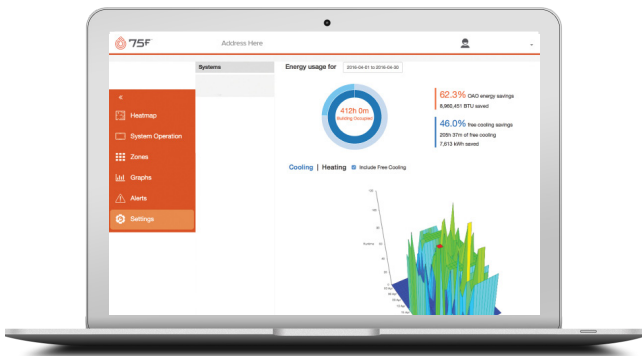 75F
Address Here
Systems
Energy usage for
2016-04-01 to 2016-04-30
«
Heatmap
System Operation
Zones
Graphs
Alerts
Settings
412h 0m
Building Occupied
62.3% OAO energy savings
8,960,451 BTU saved
46.0% free cooling savings
205h 37m of free cooling
7,613 kWh saved
Cooling | Heating Include Free Cooling